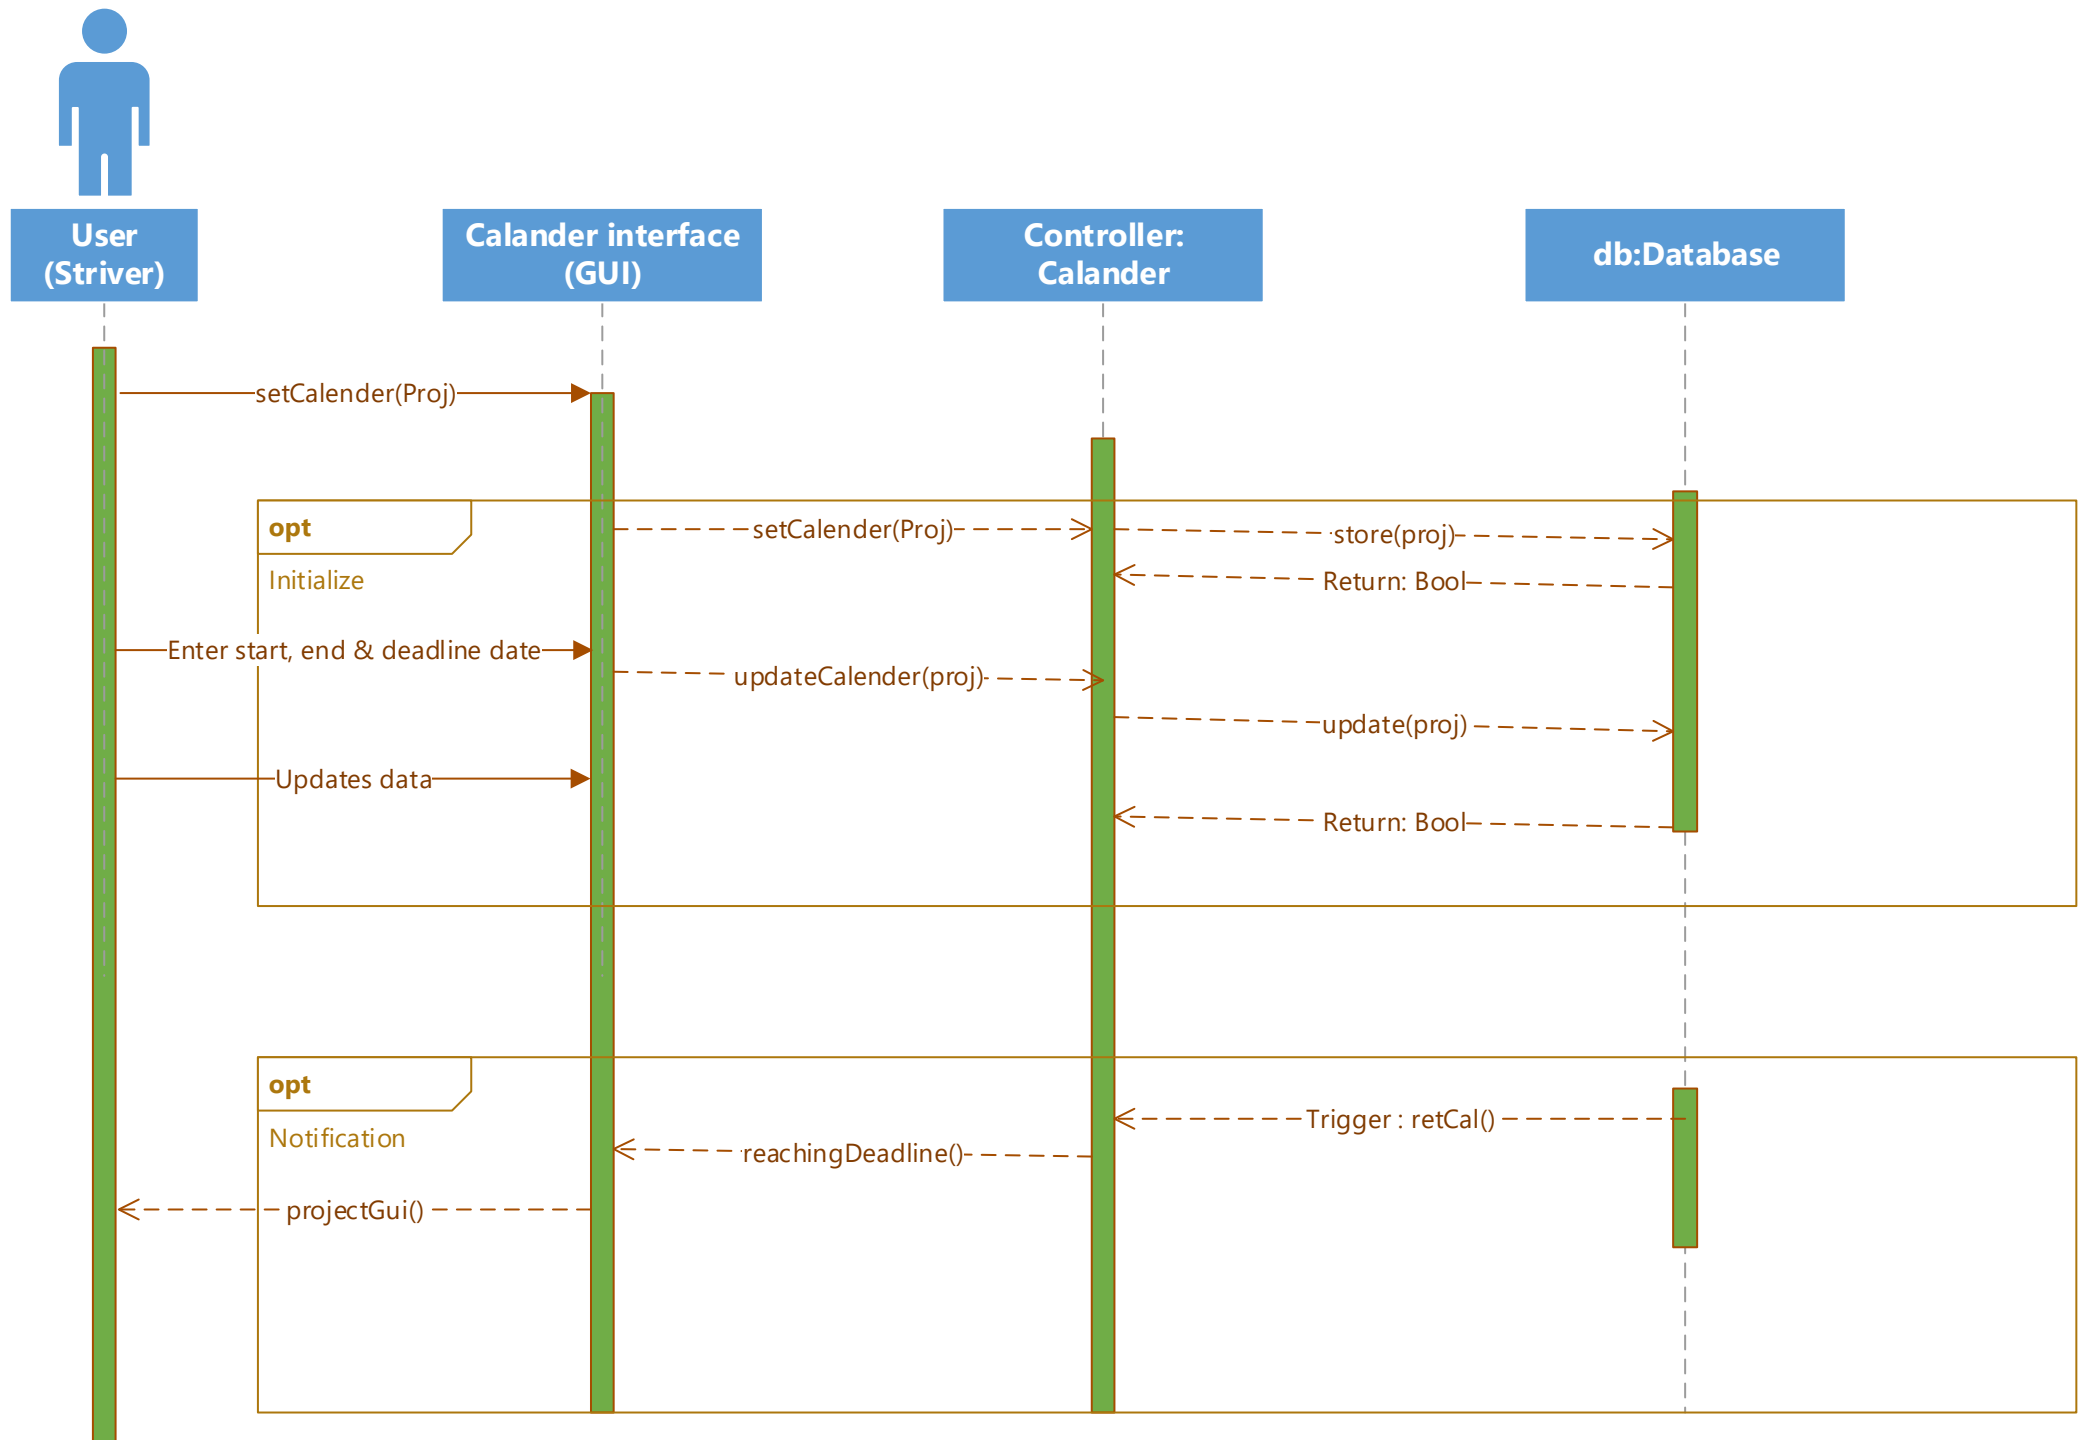 User
(Striver)
Calander interface
(GUI)
Controller:
Calander
db:Database
setCalender(Proj)
opt
setCalender(Proj)
store(proj)
Initialize
Return: Bool
Enter start, end & deadline date
updateCalender(proj)
update(proj)
Updates data
Return: Bool
opt
Trigger : retCal()
Notification
reachingDeadline()
projectGui()